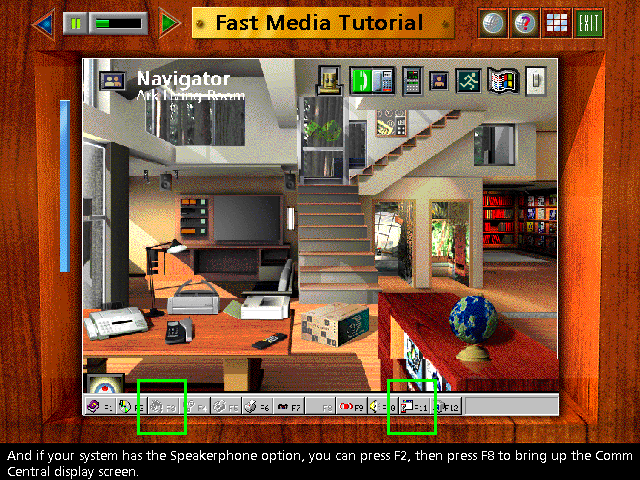 Fast Media Tutorial
EXIT
Navigator
Ark Living Room
F1 F2 F3 F4 F5 F6 F7 F8 F9 F10 F11 F12
And if your system has the Speakerphone option, you can press F2, then press F8 to bring up the Comm
Central display screen.